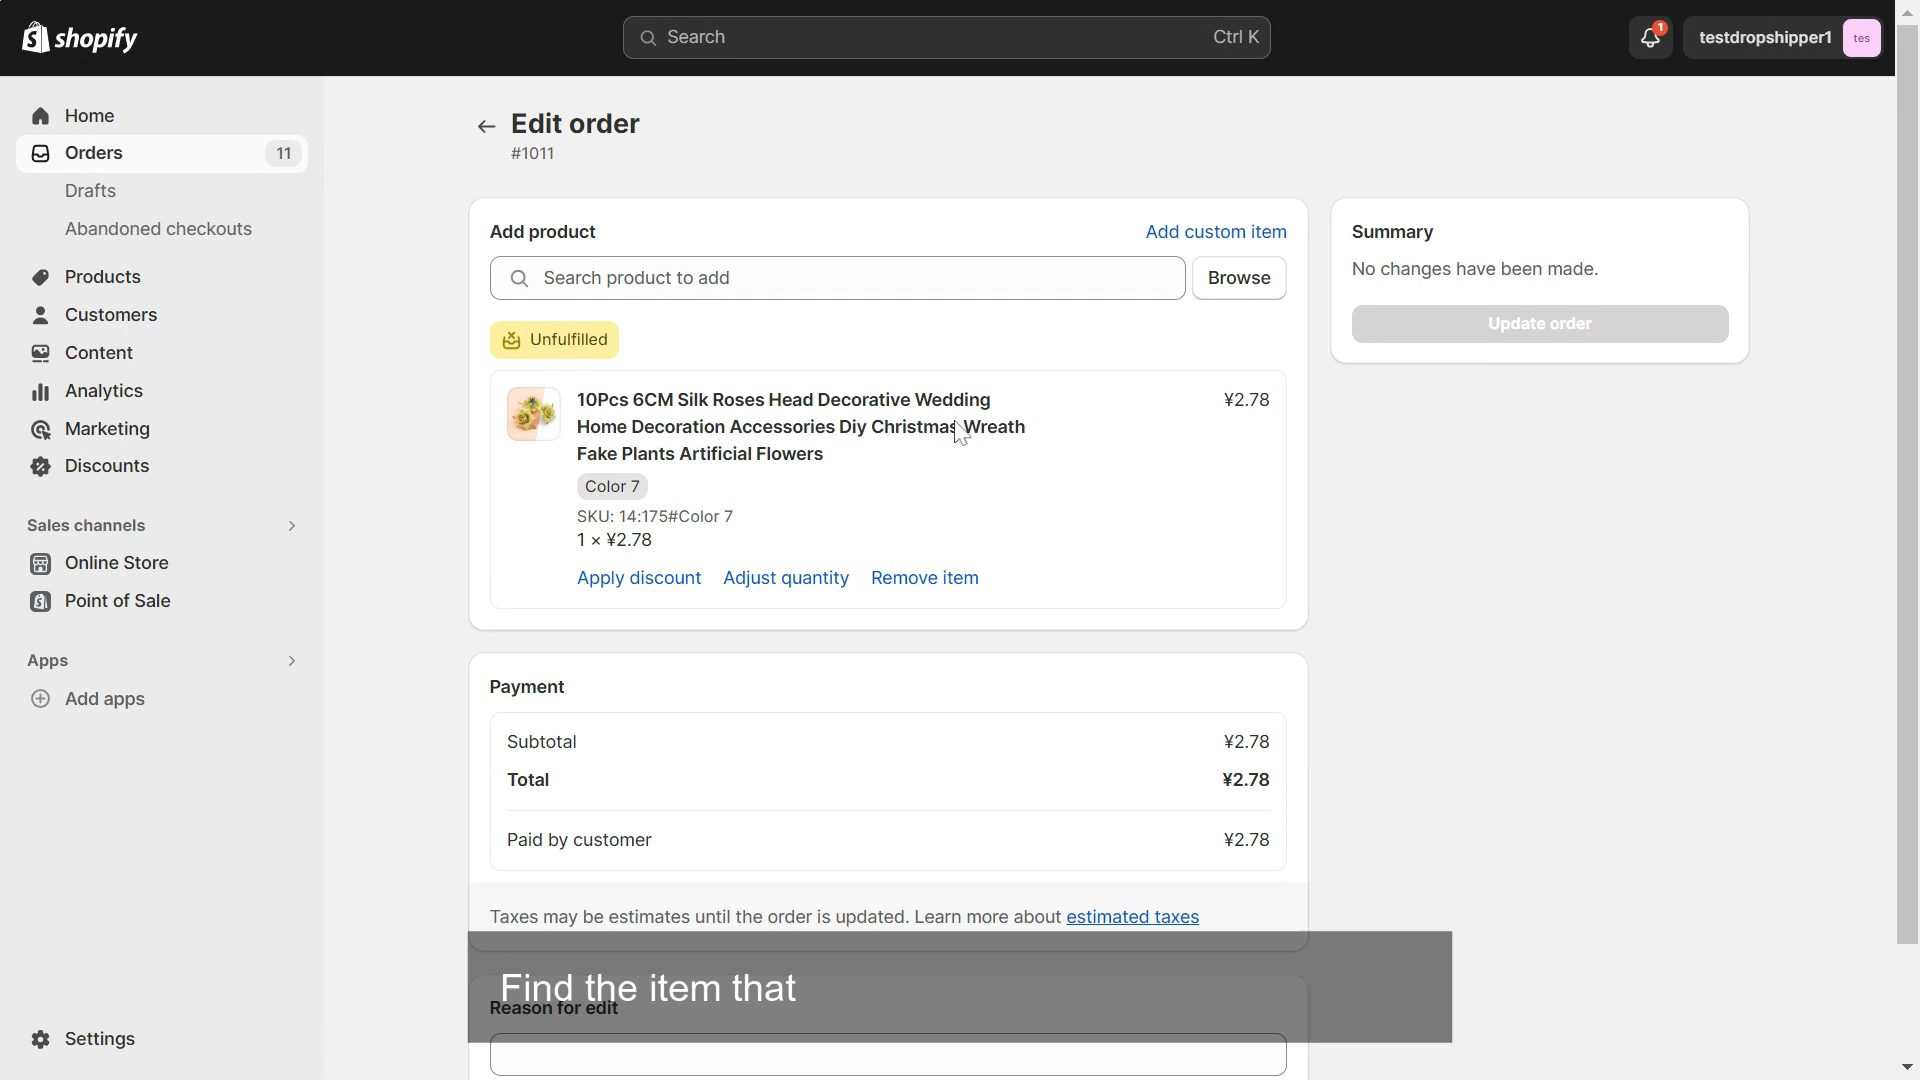 shopify
Search
Ctrl K
1
testdropshipper1
tes
Home
Orders
11
Drafts
Abandoned checkouts
Products
Customers
Content
Analytics
Marketing
Discounts
Sales channels
Online Store
Point of Sale
Apps
Add apps
Settings
Edit order
#1011
Add product
Add custom item
Search product to add
Browse
Unfulfilled
10Pcs 6CM Silk Roses Head Decorative Wedding
Home Decoration Accessories Diy Christmas Wreath
Fake Plants Artificial Flowers
¥2.78
Color 7
SKU: 14:175#Color 7
1 × ¥2.78
Apply discount
Adjust quantity
Remove item
Payment
Subtotal
¥2.78
Total
¥2.78
Paid by customer
¥2.78
Taxes may be estimates until the order is updated. Learn more about estimated taxes
Find the item that
Reason for edit
Summary
No changes have been made.
Update order